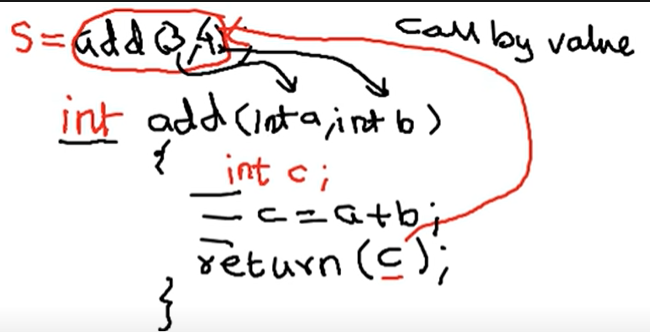 S = add(3,4)
call by value
int add(int a, int b)
{
int c;
c = a+b;
return (c);
}